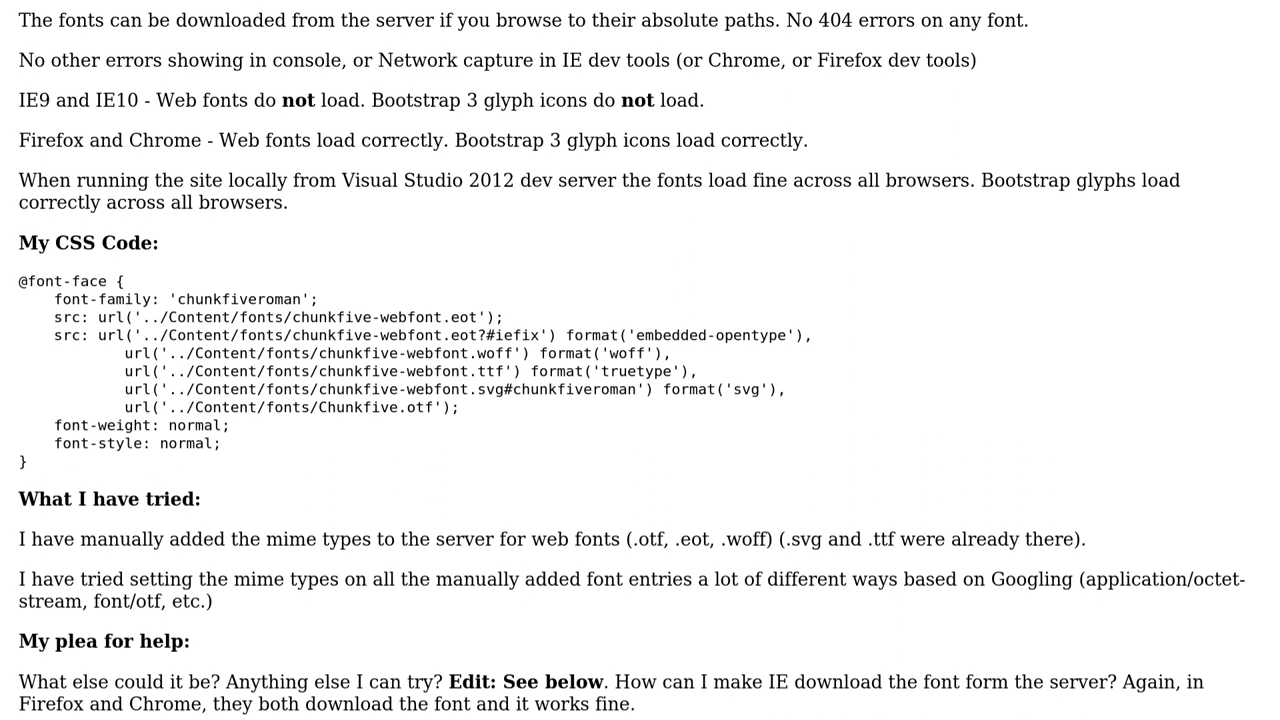 The fonts can be downloaded from the server if you browse to their absolute paths. No 404 errors on any font.
No other errors showing in console, or Network capture in IE dev tools (or Chrome, or Firefox dev tools)
IE9 and IE10 - Web fonts do not load. Bootstrap 3 glyph icons do not load.
Firefox and Chrome - Web fonts load correctly. Bootstrap 3 glyph icons load correctly.
When running the site locally from Visual Studio 2012 dev server the fonts load fine across all browsers. Bootstrap glyphs load
correctly across all browsers.
My CSS Code:
@font-face {
    font-family: 'chunkfiveroman';
    src: url('../Content/fonts/chunkfive-webfont.eot');
    src: url('../Content/fonts/chunkfive-webfont.eot?#iefix') format('embedded-opentype'),
            url('../Content/fonts/chunkfive-webfont.woff') format('woff'),
            url('../Content/fonts/chunkfive-webfont.ttf') format('truetype'),
            url('../Content/fonts/chunkfive-webfont.svg#chunkfiveroman') format('svg'),
            url('../Content/fonts/Chunkfive.otf');
    font-weight: normal;
    font-style: normal;
}
What I have tried:
I have manually added the mime types to the server for web fonts (.otf, .eot, .woff) (.svg and .ttf were already there).
I have tried setting the mime types on all the manually added font entries a lot of different ways based on Googling (application/octet-
stream, font/otf, etc.)
My plea for help:
What else could it be? Anything else I can try? Edit: See below. How can I make IE download the font form the server? Again, in
Firefox and Chrome, they both download the font and it works fine.